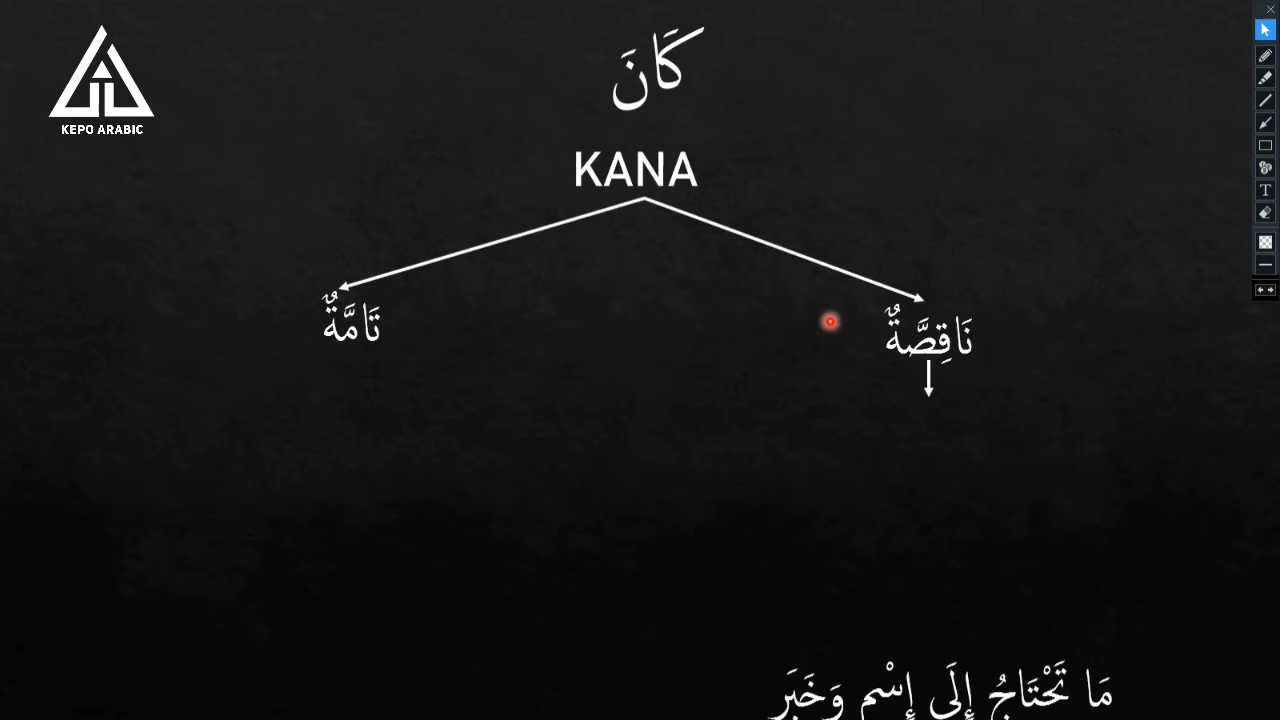 كَانَ
KEPO ARABIC
KANA
نَاقِصَّةٌ
تَامَّةٌ
مَا تَحْتَاجُ إِلَى إِسْمٍ وَخَبَرٍ
T